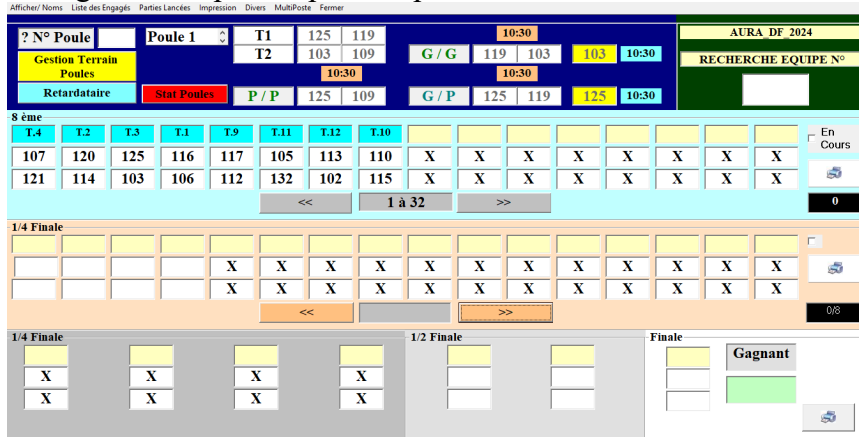 Afficher/ Noms Liste des Engagés Parties Lancées Impression Divers MultiPoste Fermer
? N° Poule Poule 1 T1 125 119 10:30 AURA_DF_2024
T2 103 109 G / G 119 103 103 10:30
Gestion Terrain Poules 10:30 10:30 RECHERCHE EQUIPE N°
Retardataire Stat Poules P / P 125 109 G / P 125 119 125 10:30
8 ème
T.4 T.2 T.3 T.1 T.9 T.11 T.12 T.10 En Cours
107 120 125 116 117 105 113 110 X X X X X X X X
121 114 103 106 112 132 102 115 X X X X X X X X
<< 1 à 32 >> 0
1/4 Finale
X X X X X X X X X X X X
X X X X X X X X X X X X
<< >> 0/8
1/4 Finale 1/2 Finale Finale
Gagnant
X X X X
X X X X